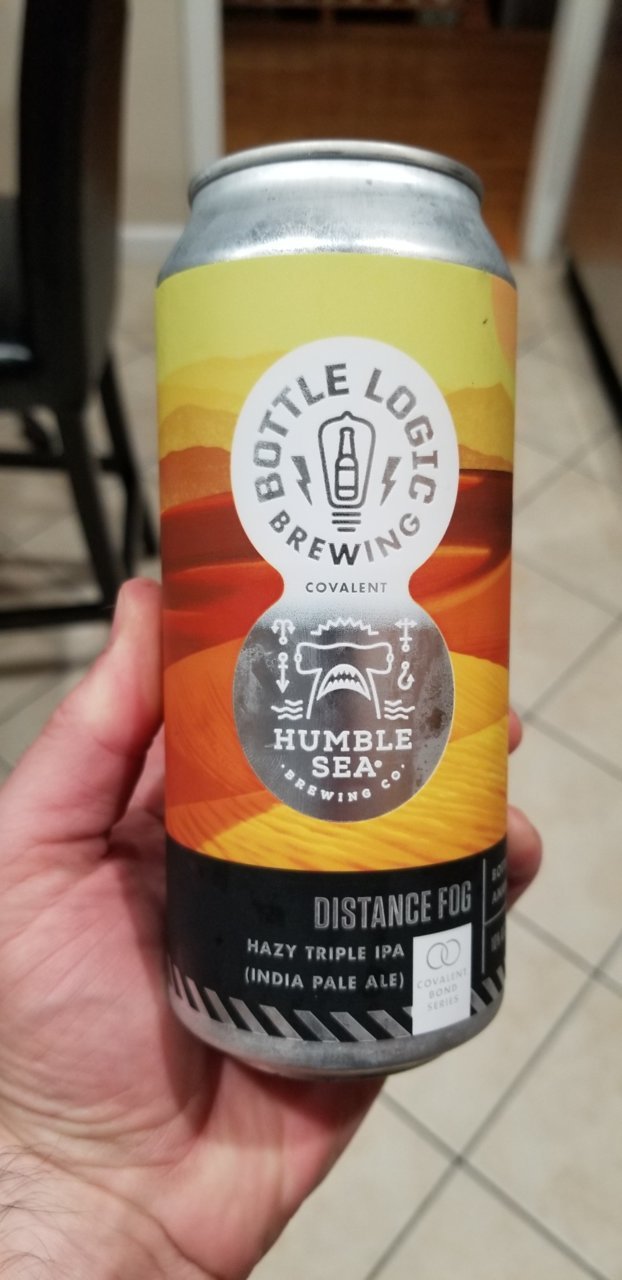 BOTTLE LOGIC
BREWING
COVALENT
HUMBLE
SEA
BREWING CO
DISTANCE FOG
HAZY TRIPLE IPA
(INDIA PALE ALE)
COVALENT
BOND
SERIES